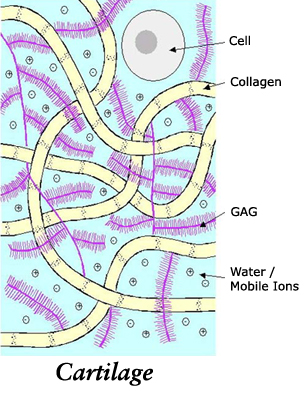 Cell
Collagen
GAG
Water /
Mobile Ions
Cartilage